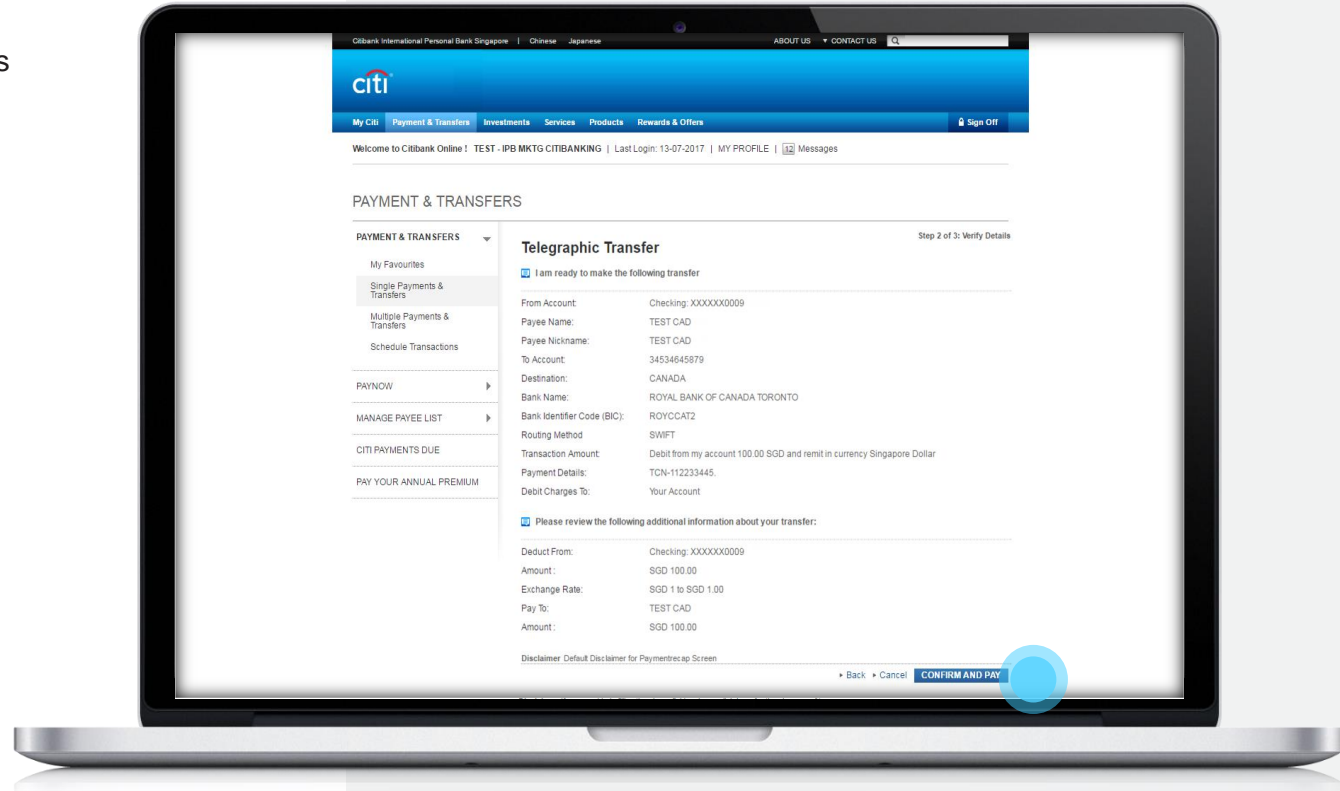 s
Citibank International Personal Bank Singapore | Chinese Japanese ABOUT US ▼ CONTACT US
citi
My Citi Payment & Transfers Investments Services Products Rewards & Offers Sign Off
Welcome to Citibank Online ! TEST - IPB MKTG CITIBANKING | Last Login: 13-07-2017 | MY PROFILE | 12 Messages
PAYMENT & TRANSFERS
PAYMENT & TRANSFERS
My Favourites
Single Payments &
Transfers
Multiple Payments &
Transfers
Schedule Transactions
PAYNOW
MANAGE PAYEE LIST
CITI PAYMENTS DUE
PAY YOUR ANNUAL PREMIUM
Step 2 of 3: Verify Details
Telegraphic Transfer
I am ready to make the following transfer
From Account: Checking: XXXXXX0009
Payee Name: TEST CAD
Payee Nickname: TEST CAD
To Account: 34534645879
Destination: CANADA
Bank Name: ROYAL BANK OF CANADA TORONTO
Bank Identifier Code (BIC): ROYCCAT2
Routing Method SWIFT
Transaction Amount: Debit from my account 100.00 SGD and remit in currency Singapore Dollar
Payment Details: TCN-112233445.
Debit Charges To: Your Account
Please review the following additional information about your transfer:
Deduct From: Checking: XXXXXX0009
Amount : SGD 100.00
Exchange Rate: SGD 1 to SGD 1.00
Pay To: TEST CAD
Amount : SGD 100.00
Disclaimer Default Disclaimer for Paymentrecap Screen
Back Cancel CONFIRM AND PAY